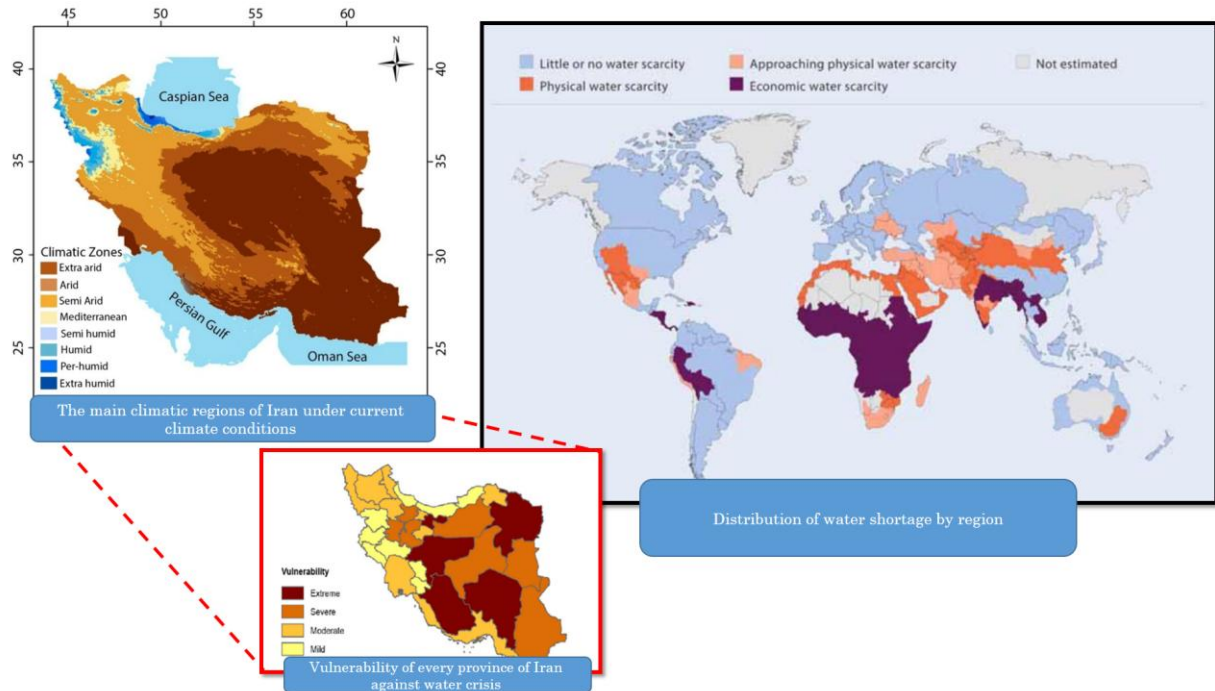 45 50 55 60
N
40 40
35 35
30 30
25 25
Caspian Sea
Persian Gulf
Oman Sea
Climatic Zones
Extra arid
Arid
Semi Arid
Mediterranean
Semi humid
Humid
Per-humid
Extra humid
The main climatic regions of Iran under current
climate conditions
Little or no water scarcity
Physical water scarcity
Approaching physical water scarcity
Economic water scarcity
Not estimated
Distribution of water shortage by region
Vulnerability
Extreme
Severe
Moderate
Mild
Vulnerability of every province of Iran
against water crisis